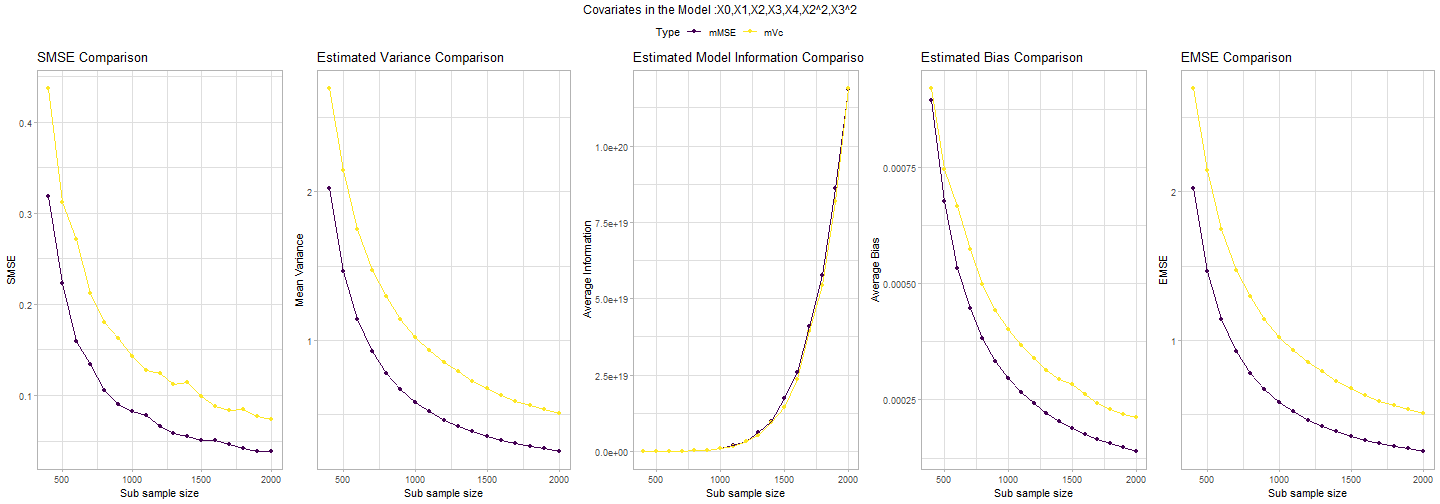 Covariates in the Model :X0,X1,X2,X3,X4,X2^2,X3^2
Type mMSE mVc
SMSE Comparison
SMSE
0.4
0.3
0.2
0.1
500 1000 1500 2000
Sub sample size
Estimated Variance Comparison
Mean Variance
2
1
500 1000 1500 2000
Sub sample size
Estimated Model Information Compariso
Average Information
1.0e+20
7.5e+19
5.0e+19
2.5e+19
0.0e+00
500 1000 1500 2000
Sub sample size
Estimated Bias Comparison
Average Bias
0.00075
0.00050
0.00025
500 1000 1500 2000
Sub sample size
EMSE Comparison
EMSE
2
1
500 1000 1500 2000
Sub sample size